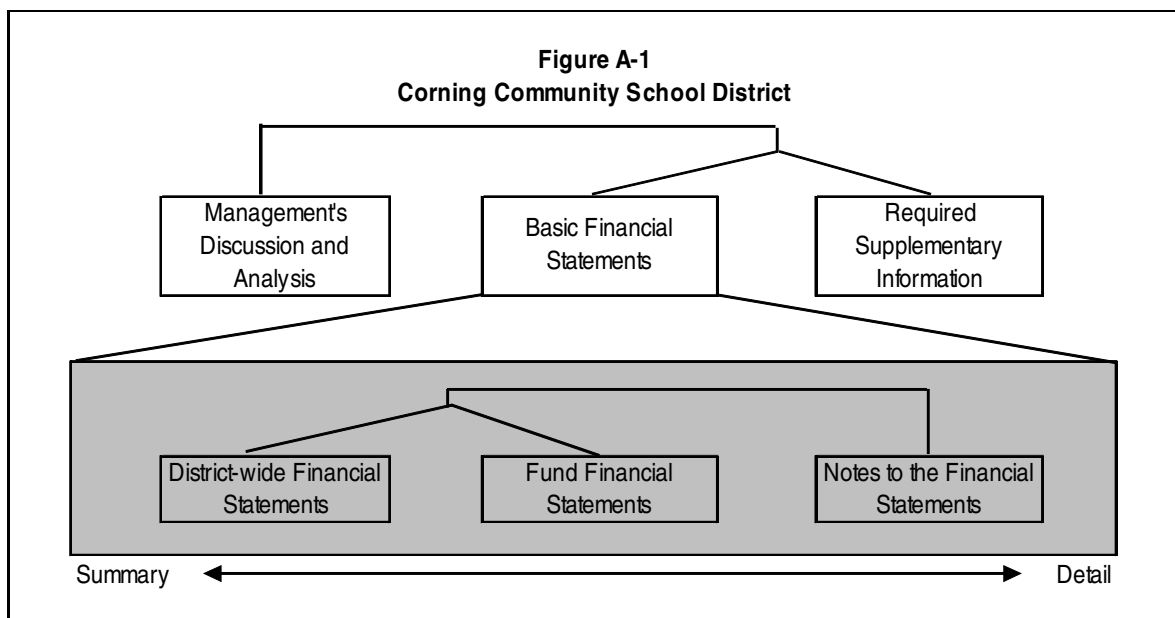 Figure A-1
Corning Community School District
Management's
Discussion and
Analysis
Basic Financial
Statements
Required
Supplementary
Information
District-wide Financial
Statements
Fund Financial
Statements
Notes to the Financial
Statements
Summary
Detail